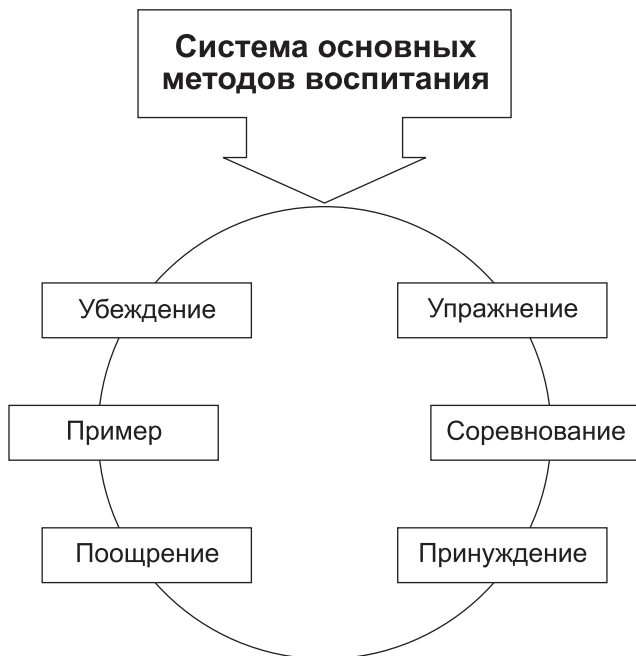 Система основных
методов воспитания
Убеждение
Упражнение
Пример
Соревнование
Поощрение
Принуждение